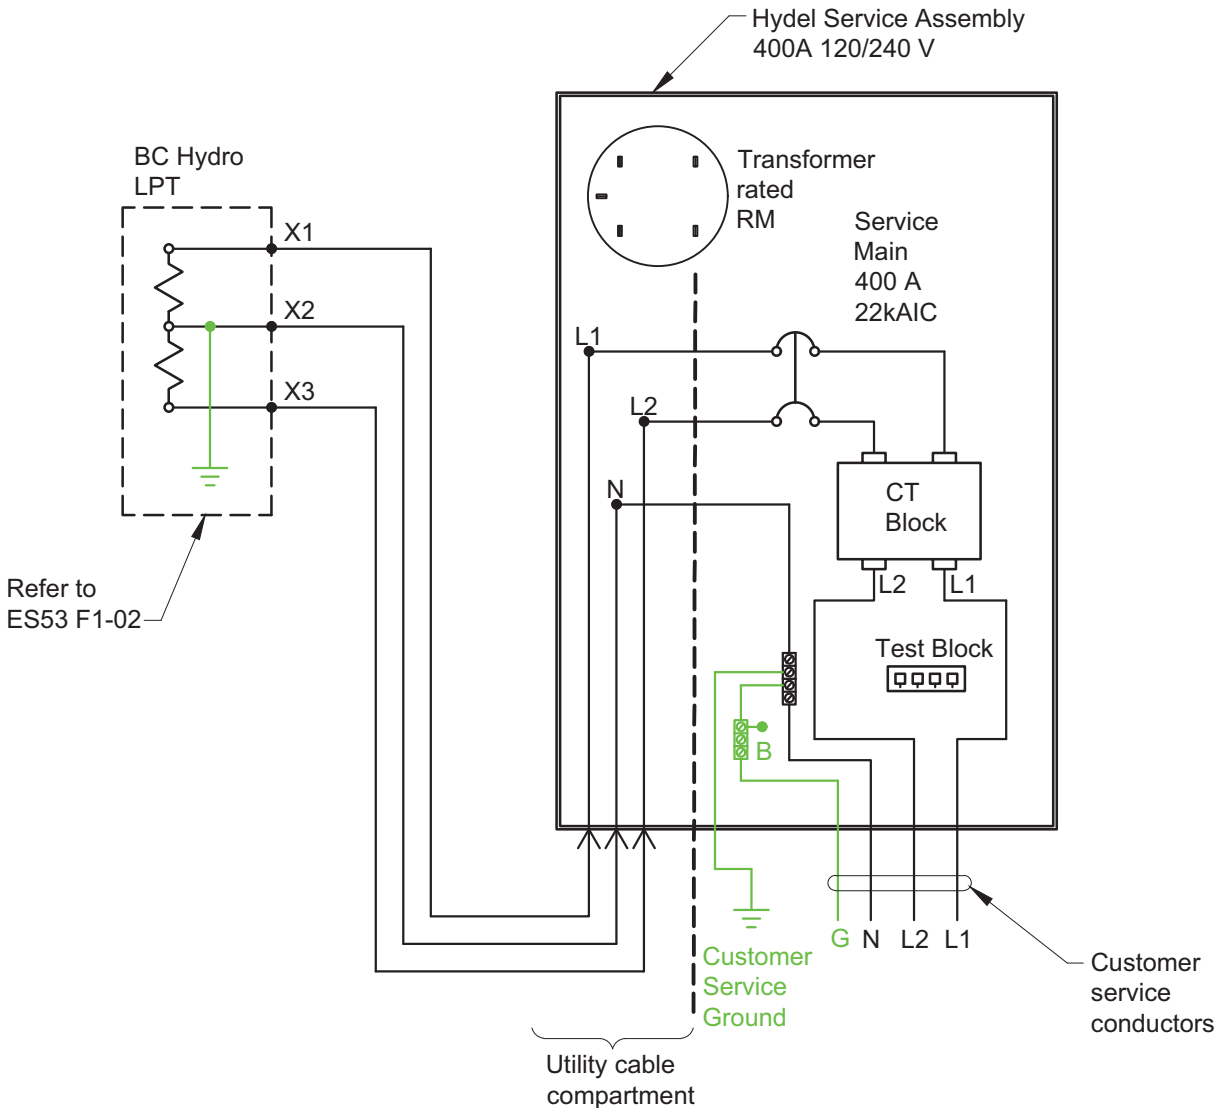 Hydel Service Assembly
400A 120/240 V
BC Hydro
LPT
X1
X2
X3
Refer to
ES53 F1-02
Transformer
rated
RM
Service
Main
400 A
22kAIC
L1
L2
N
CT
Block
L2
L1
Test Block
B
G
N
L2
L1
Customer
Service
Ground
Customer
service
conductors
Utility cable
compartment